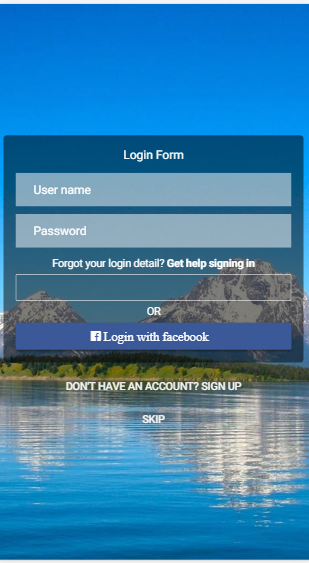 Login Form
User name
Password
Forgot your login detail? Get help signing in
OR
Login with facebook
DON'T HAVE AN ACCOUNT? SIGN UP
SKIP